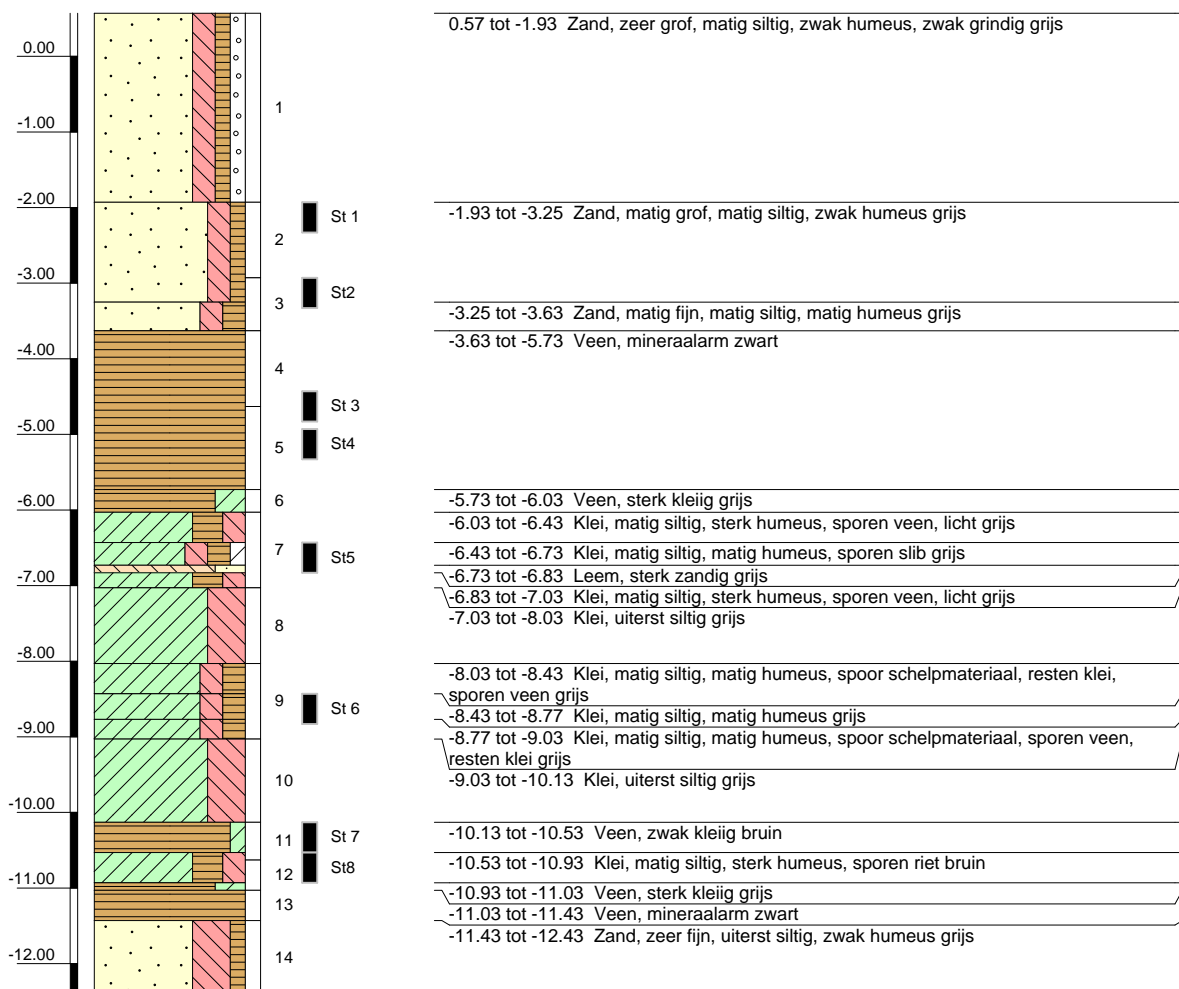 0.57 tot -1.93 Zand, zeer grof, matig siltig, zwak humeus, zwak grindig grijs
0.00
1
-1.00
-2.00
St 1
-1.93 tot -3.25 Zand, matig grof, matig siltig, zwak humeus grijs
2
-3.00
St2
3
-3.25 tot -3.63 Zand, matig fijn, matig siltig, matig humeus grijs
-3.63 tot -5.73 Veen, mineraalarm zwart
-4.00
4
St 3
-5.00
5
St4
-6.00
6
-5.73 tot -6.03 Veen, sterk kleiig grijs
-6.03 tot -6.43 Klei, matig siltig, sterk humeus, sporen veen, licht grijs
7
St5
-6.43 tot -6.73 Klei, matig siltig, matig humeus, sporen slib grijs
-7.00
-6.73 tot -6.83 Leem, sterk zandig grijs
-6.83 tot -7.03 Klei, matig siltig, sterk humeus, sporen veen, licht grijs
-7.03 tot -8.03 Klei, uiterst siltig grijs
8
-8.00
-8.03 tot -8.43 Klei, matig siltig, matig humeus, spoor schelpmateriaal, resten klei,
sporen veen grijs
9
St 6
-8.43 tot -8.77 Klei, matig siltig, matig humeus grijs
-9.00
-8.77 tot -9.03 Klei, matig siltig, matig humeus, spoor schelpmateriaal, sporen veen,
resten klei grijs
-9.03 tot -10.13 Klei, uiterst siltig grijs
10
-10.00
11
St 7
-10.13 tot -10.53 Veen, zwak kleiig bruin
12
St8
-10.53 tot -10.93 Klei, matig siltig, sterk humeus, sporen riet bruin
-11.00
-10.93 tot -11.03 Veen, sterk kleiig grijs
13
-11.03 tot -11.43 Veen, mineraalarm zwart
-11.43 tot -12.43 Zand, zeer fijn, uiterst siltig, zwak humeus grijs
-12.00
14